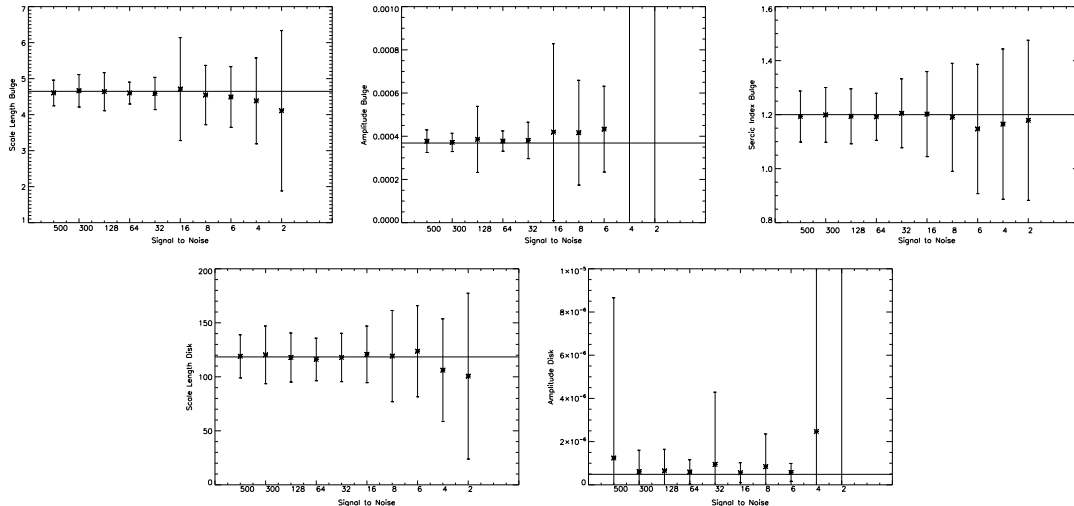 7
6
5
4
3
2
1
Scale Length Bulge
500 300 128 64 32 16 8 6 4 2
Signal to Noise
0.0010
0.0008
0.0006
0.0004
0.0002
0.0000
Amplitude Bulge
500 300 128 64 32 16 8 6 4 2
Signal to Noise
1.6
1.4
1.2
1.0
0.8
Sercic Index Bulge
500 300 128 64 32 16 8 6 4 2
Signal to Noise
200
150
100
50
0
Scale Length Disk
500 300 128 64 32 16 8 6 4 2
Signal to Noise
1×10⁻⁵
8×10⁻⁶
6×10⁻⁶
4×10⁻⁶
2×10⁻⁶
0
Amplitude Disk
500 300 128 64 32 16 8 6 4 2
Signal to Noise